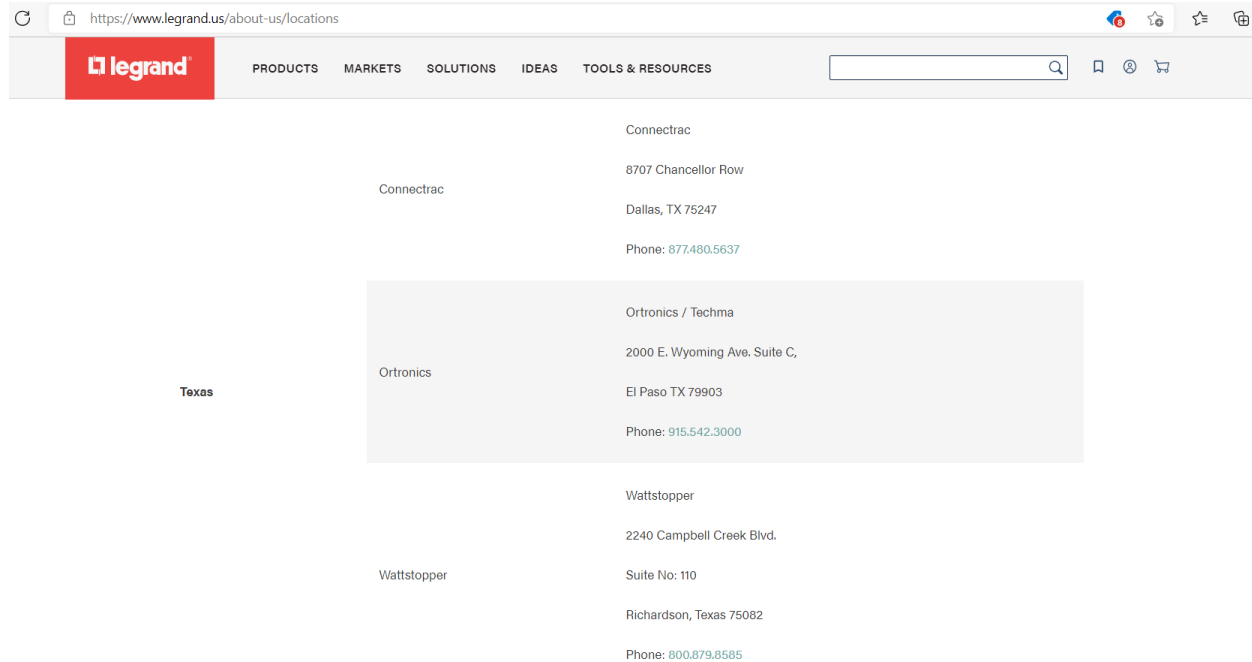 https://www.legrand.us/about-us/locations
8
legrand®
PRODUCTS MARKETS SOLUTIONS IDEAS TOOLS & RESOURCES
Texas
Connectrac
Connectrac
8707 Chancellor Row
Dallas, TX 75247
Phone: 877.480.5637
Ortronics
Ortronics / Techma
2000 E. Wyoming Ave. Suite C,
El Paso TX 79903
Phone: 915.542.3000
Wattstopper
Wattstopper
2240 Campbell Creek Blvd.
Suite No: 110
Richardson, Texas 75082
Phone: 800.879.8585